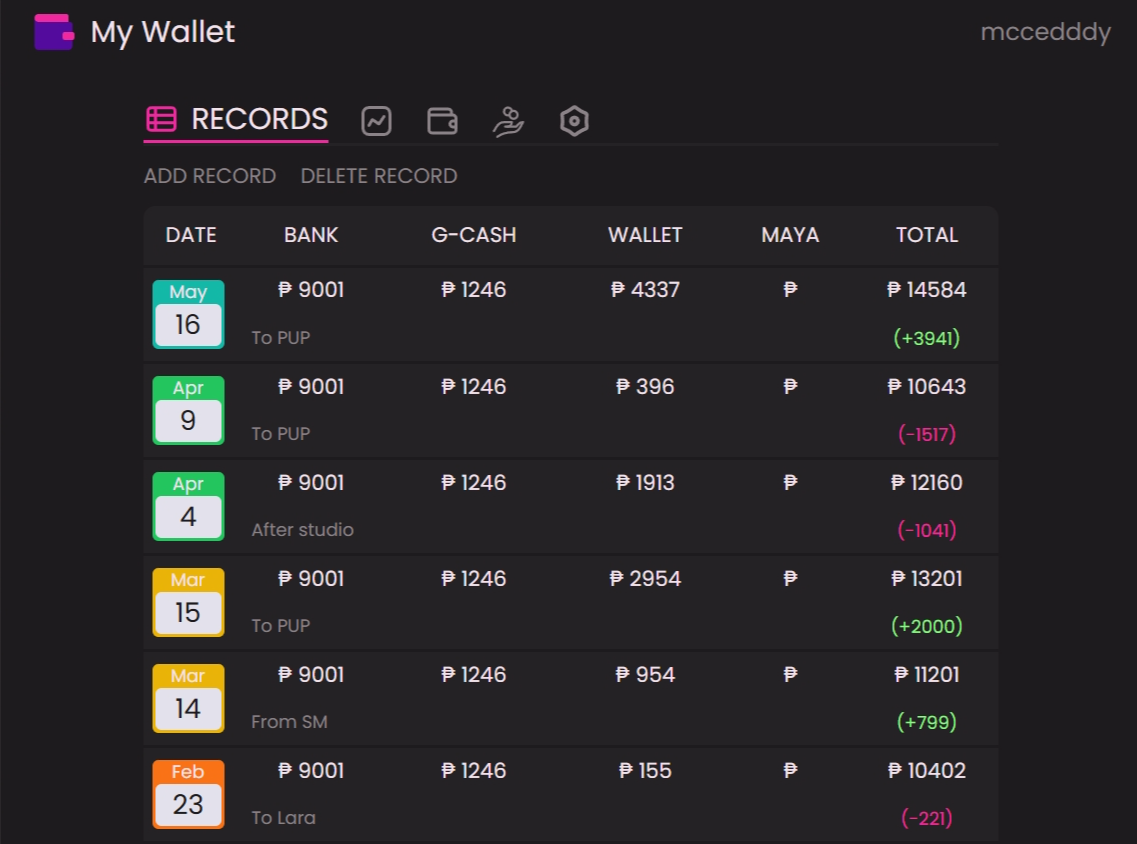 My Wallet
mccedddy
RECORDS
ADD RECORD DELETE RECORD
DATE BANK G-CASH WALLET MAYA TOTAL
May
16
₱ 9001 ₱ 1246 ₱ 4337 ₱ ₱ 14584
To PUP (+3941)
Apr
9
₱ 9001 ₱ 1246 ₱ 396 ₱ ₱ 10643
To PUP (-1517)
Apr
4
₱ 9001 ₱ 1246 ₱ 1913 ₱ ₱ 12160
After studio (-1041)
Mar
15
₱ 9001 ₱ 1246 ₱ 2954 ₱ ₱ 13201
To PUP (+2000)
Mar
14
₱ 9001 ₱ 1246 ₱ 954 ₱ ₱ 11201
From SM (+799)
Feb
23
₱ 9001 ₱ 1246 ₱ 155 ₱ ₱ 10402
To Lara (-221)